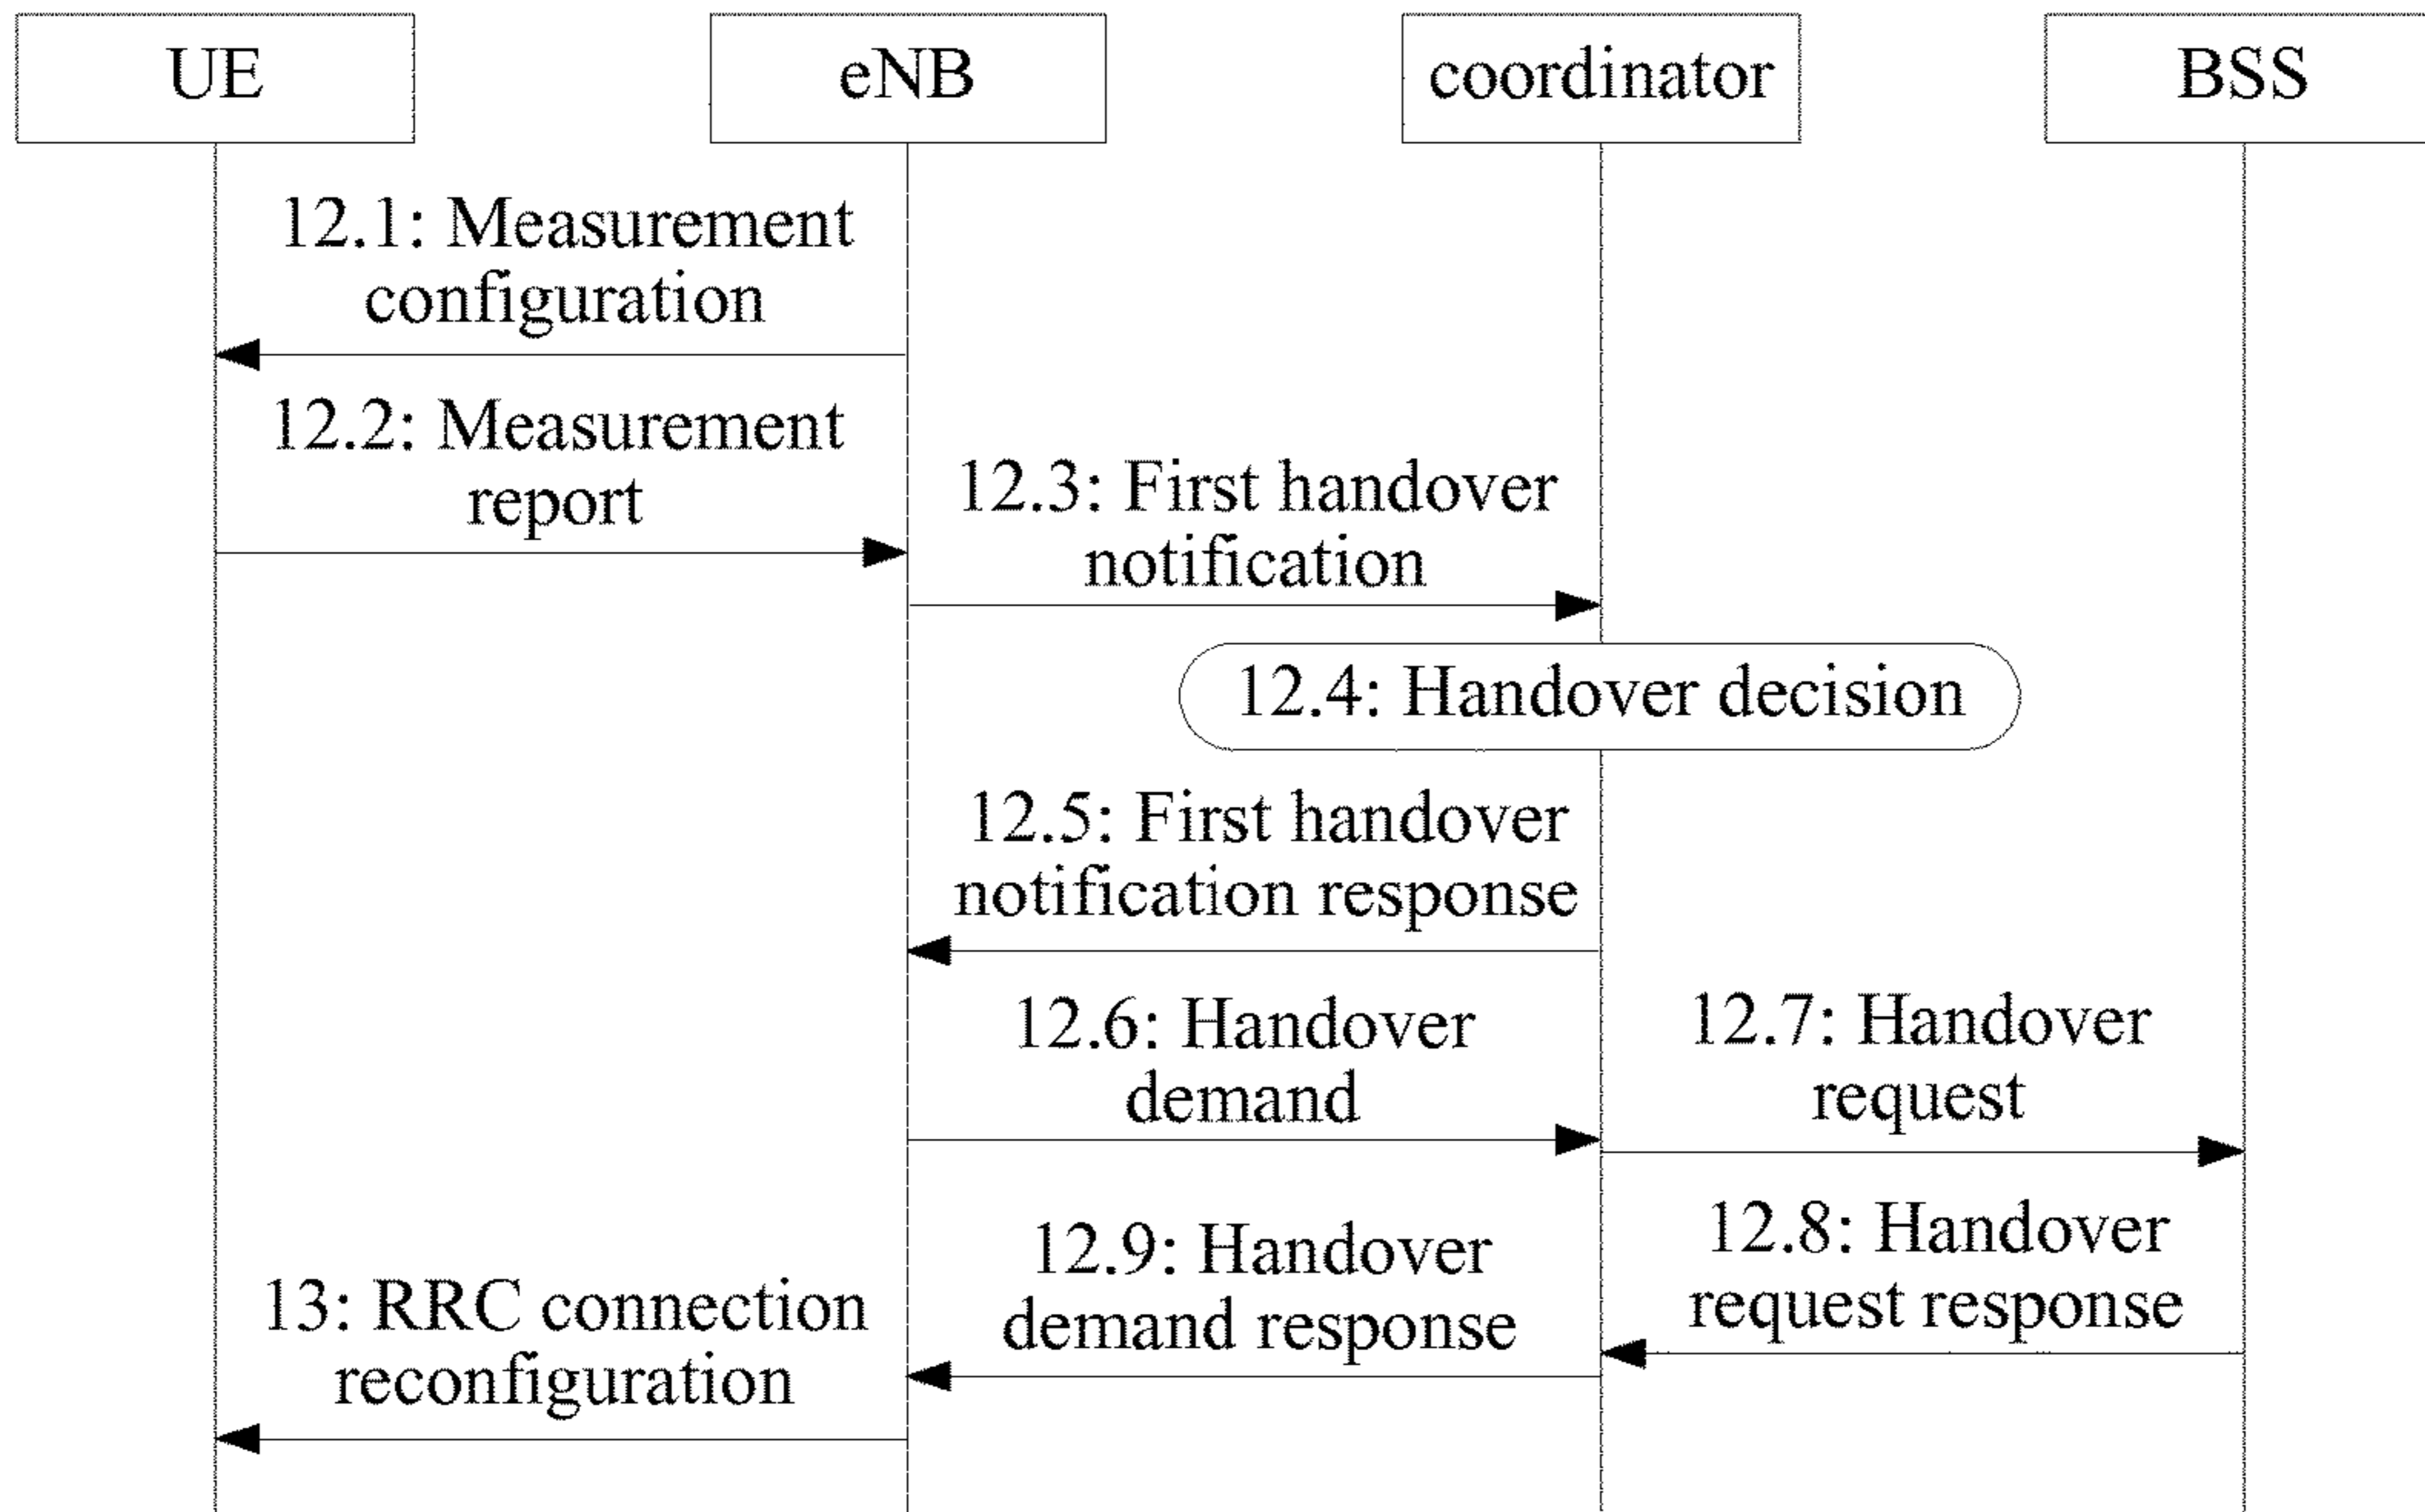 UE
eNB
coordinator
BSS
12.1: Measurement
configuration
12.2: Measurement
report
12.3: First handover
notification
12.4: Handover decision
12.5: First handover
notification response
12.6: Handover
demand
12.7: Handover
request
12.8: Handover
request response
12.9: Handover
demand response
13: RRC connection
reconfiguration